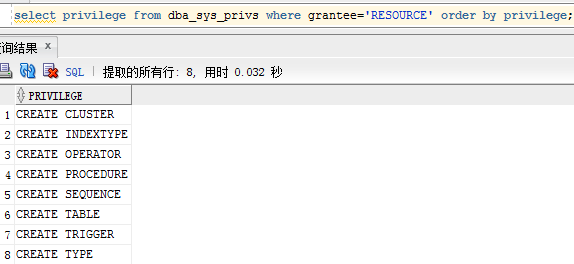 select privilege from dba_sys_privs where grantee='RESOURCE' order by privilege;
查询结果 ×
SQL | 提取的所有行: 8, 用时 0.032 秒
PRIVILEGE
1 CREATE CLUSTER
2 CREATE INDEXTYPE
3 CREATE OPERATOR
4 CREATE PROCEDURE
5 CREATE SEQUENCE
6 CREATE TABLE
7 CREATE TRIGGER
8 CREATE TYPE